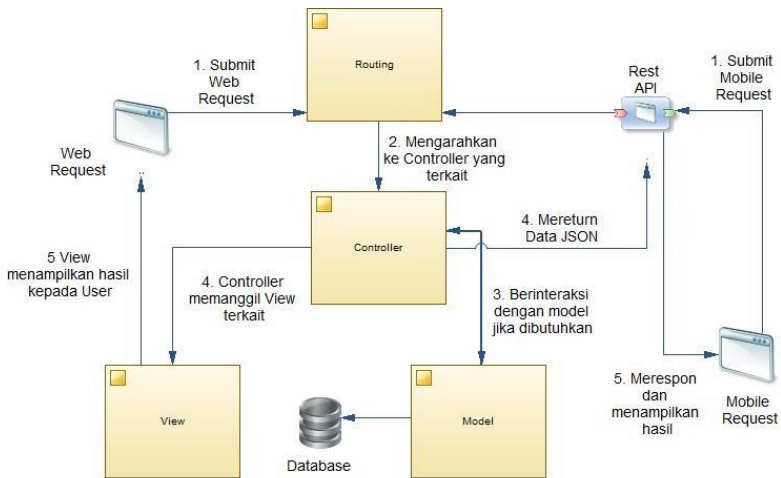 1. Submit
Web
Request
Routing
Rest
API
1. Submit
Mobile
Request
Web
Request
2. Mengarahkan
ke Controller yang
terkait
Controller
4. Mereturn
Data JSON
5 View
menampilkan hasil
kepada User
4. Controller
memanggil View
terkait
3. Berinteraksi
dengan model
jika dibutuhkan
View
Database
Model
5. Merespon
dan
menampilkan
hasil
Mobile
Request